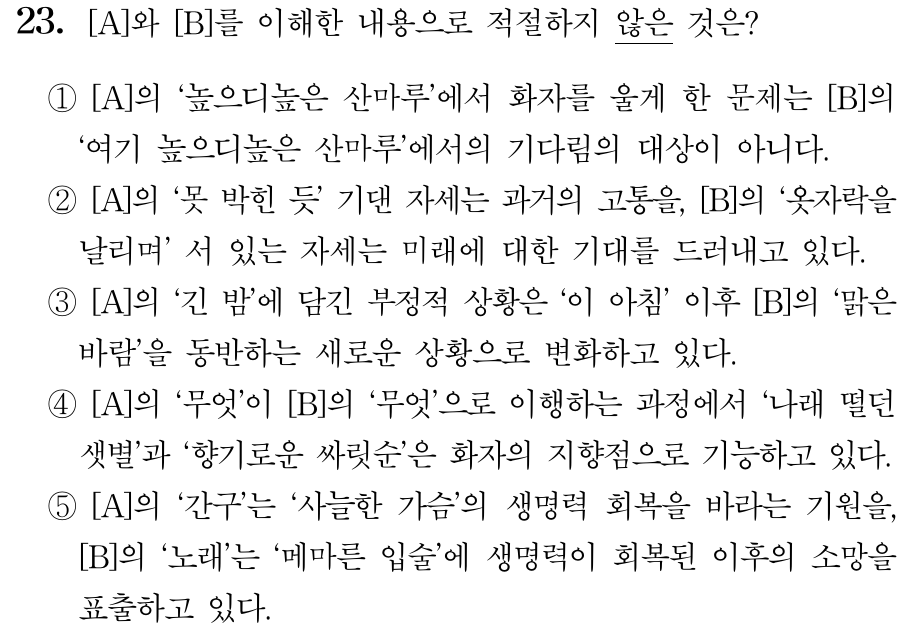 23. [A]와 [B]를 이해한 내용으로 적절하지 않은 것은?
① [A]의 ‘높으디높은 산마루’에서 화자를 울게 한 문제는 [B]의
‘여기 높으디높은 산마루’에서의 기다림의 대상이 아니다.
② [A]의 ‘못 박힌 듯’ 기댄 자세는 과거의 고통을, [B]의 ‘옷자락을
날리며’ 서 있는 자세는 미래에 대한 기대를 드러내고 있다.
③ [A]의 ‘긴 밤’에 담긴 부정적 상황은 ‘이 아침’ 이후 [B]의 ‘맑은
바람’을 동반하는 새로운 상황으로 변화하고 있다.
④ [A]의 ‘무엇’이 [B]의 ‘무엇’으로 이행하는 과정에서 ‘나래 떨던
샛별’과 ‘향기로운 싸릿순’은 화자의 지향점으로 기능하고 있다.
⑤ [A]의 ‘간구’는 ‘사늘한 가슴’의 생명력 회복을 바라는 기원을,
[B]의 ‘노래’는 ‘메마른 입술’에 생명력이 회복된 이후의 소망을
표출하고 있다.